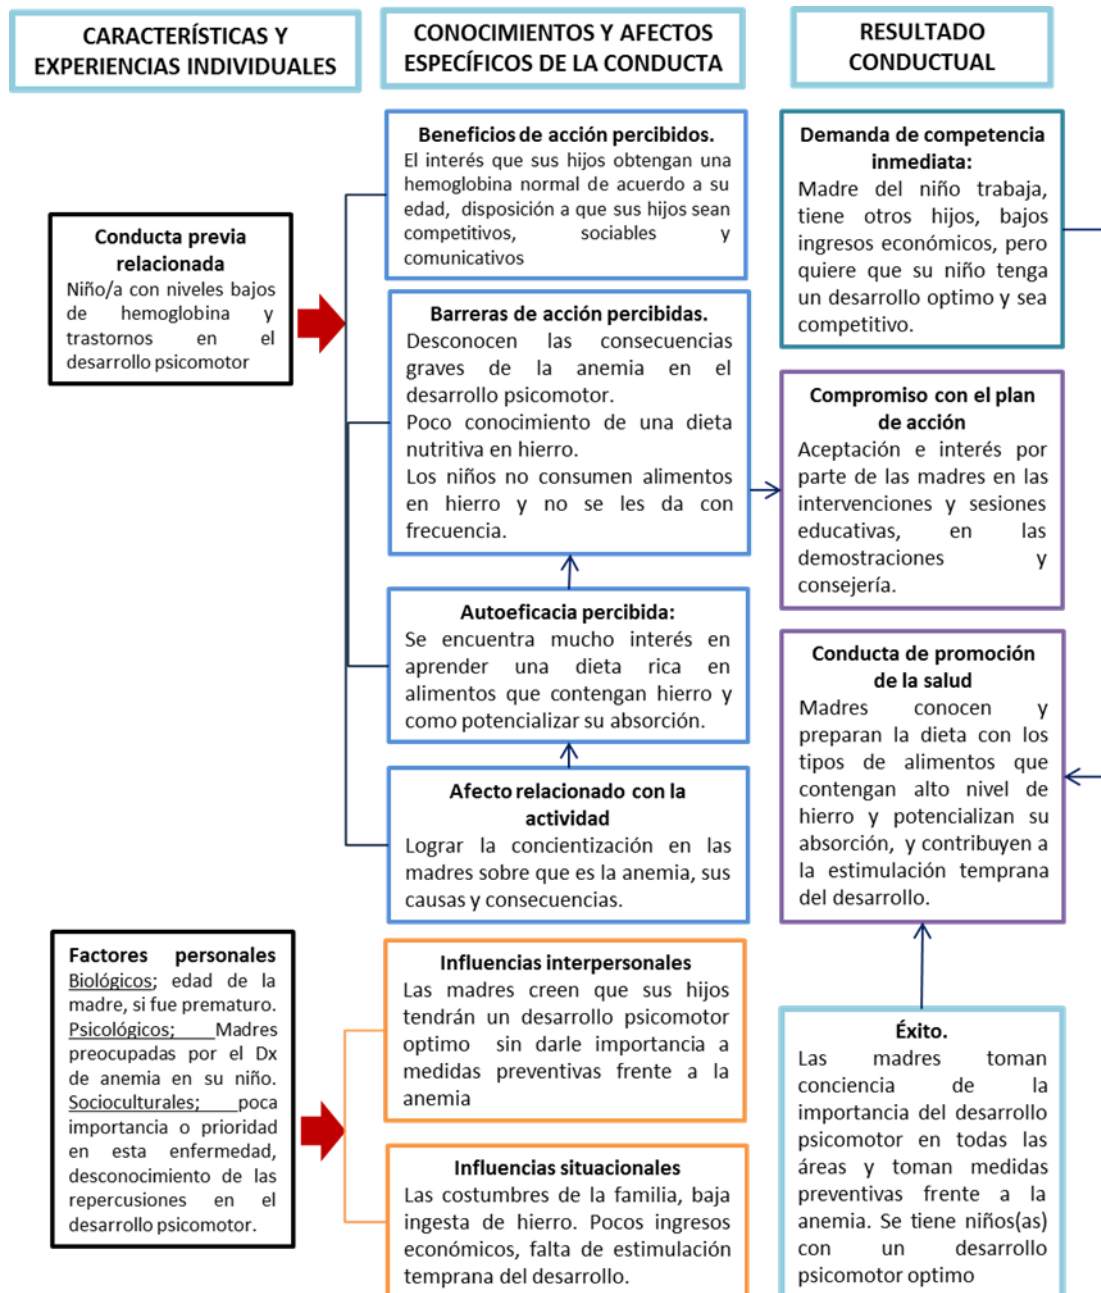 CARACTERÍSTICAS Y
EXPERIENCIAS INDIVIDUALES
CONOCIMIENTOS Y AFECTOS
ESPECÍFICOS DE LA CONDUCTA
RESULTADO
CONDUCTUAL
Conducta previa
relacionada
Niño/a con niveles bajos
de hemoglobina y
trastornos en el
desarrollo psicomotor
Factores personales
Biológicos; edad de la
madre, si fue prematuro.
Psicológicos; Madres
preocupadas por el Dx
de anemia en su niño.
Socioculturales; poca
importancia o prioridad
en esta enfermedad,
desconocimiento de las
repercusiones en el
desarrollo psicomotor.
Beneficios de acción percibidos.
El interés que sus hijos obtengan una
hemoglobina normal de acuerdo a su
edad, disposición a que sus hijos sean
competitivos, sociables y
comunicativos
Barreras de acción percibidas.
Desconocen las consecuencias
graves de la anemia en el
desarrollo psicomotor.
Poco conocimiento de una dieta
nutritiva en hierro.
Los niños no consumen alimentos
en hierro y no se les da con
frecuencia.
Autoeficacia percibida:
Se encuentra mucho interés en
aprender una dieta rica en
alimentos que contengan hierro y
como potencializar su absorción.
Afecto relacionado con la
actividad
Lograr la concientización en las
madres sobre que es la anemia, sus
causas y consecuencias.
Influencias interpersonales
Las madres creen que sus hijos
tendrán un desarrollo psicomotor
optimo sin darle importancia a
medidas preventivas frente a la
anemia
Influencias situacionales
Las costumbres de la familia, baja
ingesta de hierro. Pocos ingresos
económicos, falta de estimulación
temprana del desarrollo.
Demanda de competencia
inmediata:
Madre del niño trabaja,
tiene otros hijos, bajos
ingresos económicos, pero
quiere que su niño tenga
un desarrollo optimo y sea
competitivo.
Compromiso con el plan
de acción
Aceptación e interés por
parte de las madres en las
intervenciones y sesiones
educativas, en las
demostraciones y
consejería.
Conducta de promoción
de la salud
Madres conocen y
preparan la dieta con los
tipos de alimentos que
contengan alto nivel de
hierro y potencializan su
absorción, y contribuyen a
la estimulación temprana
del desarrollo.
Éxito.
Las madres toman
conciencia de la
importancia del desarrollo
psicomotor en todas las
áreas y toman medidas
preventivas frente a la
anemia. Se tiene niños(as)
con un desarrollo
psicomotor optimo